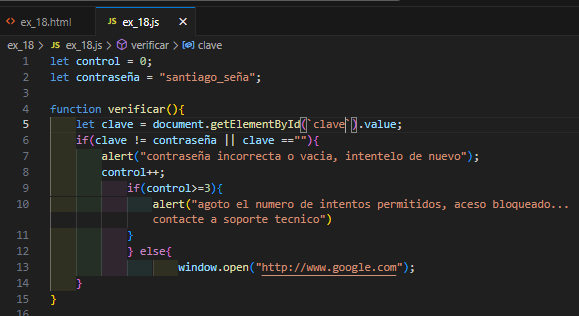 ex_18.html
JS ex_18.js
ex_18 > JS ex_18.js > verificar > clave
1 let control = 0;
2 let contraseña = "santiago_seña";
3
4 function verificar(){
5 let clave = document.getElementById(`clave`).value;
6 if(clave != contraseña || clave ==""){
7 alert("contraseña incorrecta o vacia, intentelo de nuevo");
8 control++;
9 if(control>=3){
10 alert("agoto el numero de intentos permitidos, aceso bloqueado...
contacte a soporte tecnico")
11 }
12 } else{
13 window.open("http://www.google.com");
14 }
15 }
16